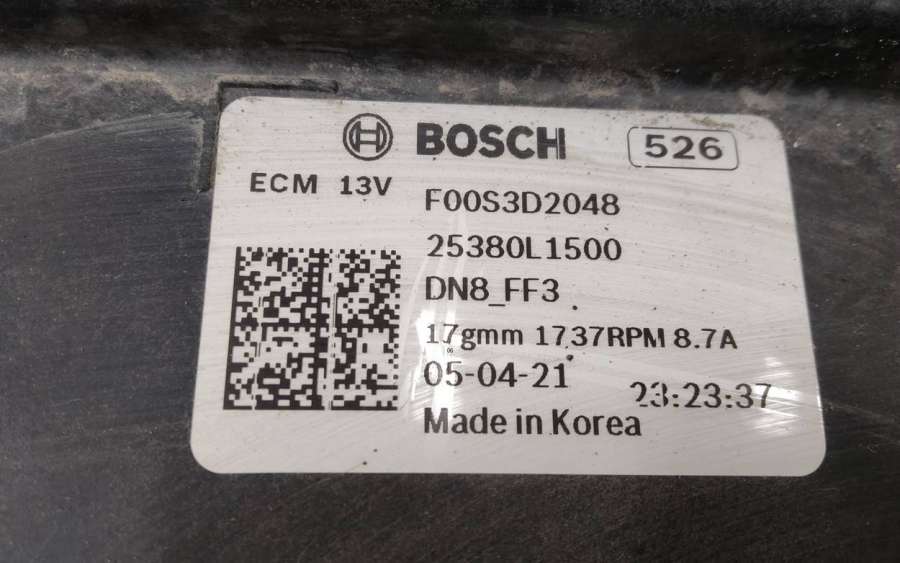 BOSCH 526
ECM 13V
F00S3D2048
25380L1500
DN8_FF3
17gmm 1737RPM 8.7A
05-04-21 23:23:37
Made in Korea